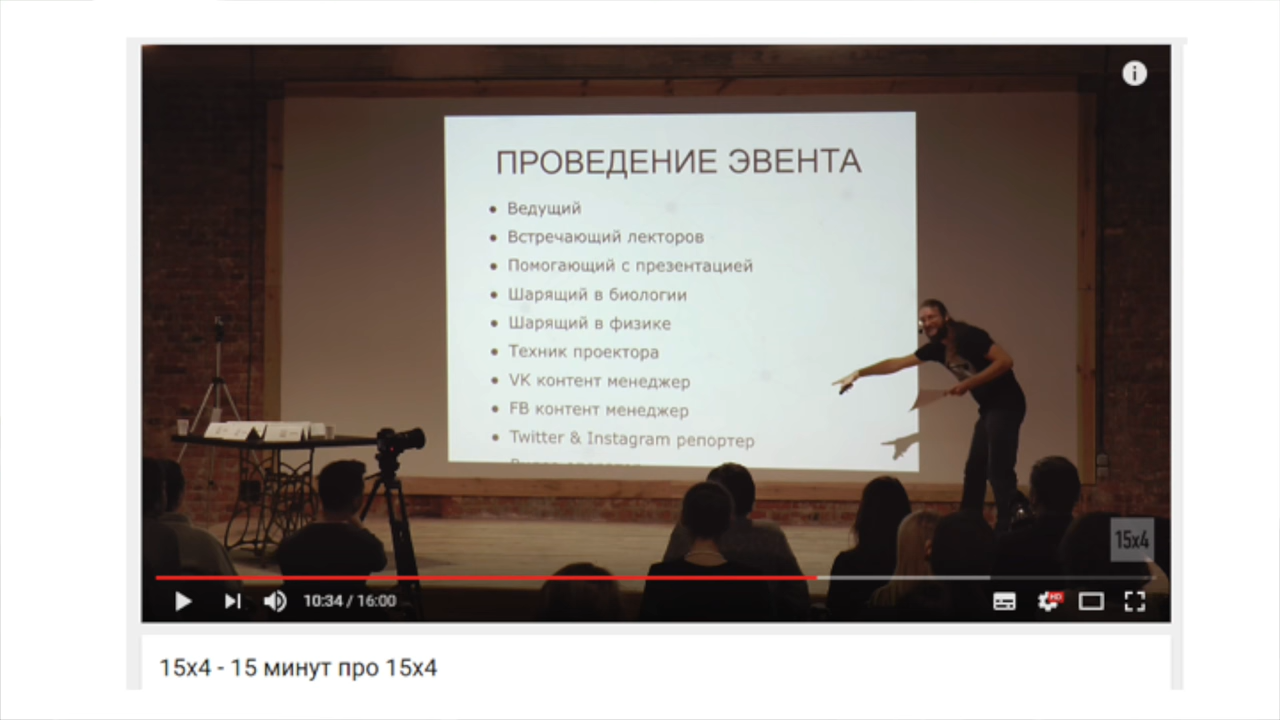 ПРОВЕДЕНИЕ ЭВЕНТА
• Ведущий
• Встречающий лекторов
• Помогающий с презентацией
• Шарящий в биологии
• Шарящий в физике
• Техник проектора
• VK контент менеджер
• FB контент менеджер
• Twitter & Instagram репортер
15x4
10:34 / 16:00
HD
15x4 - 15 минут про 15x4